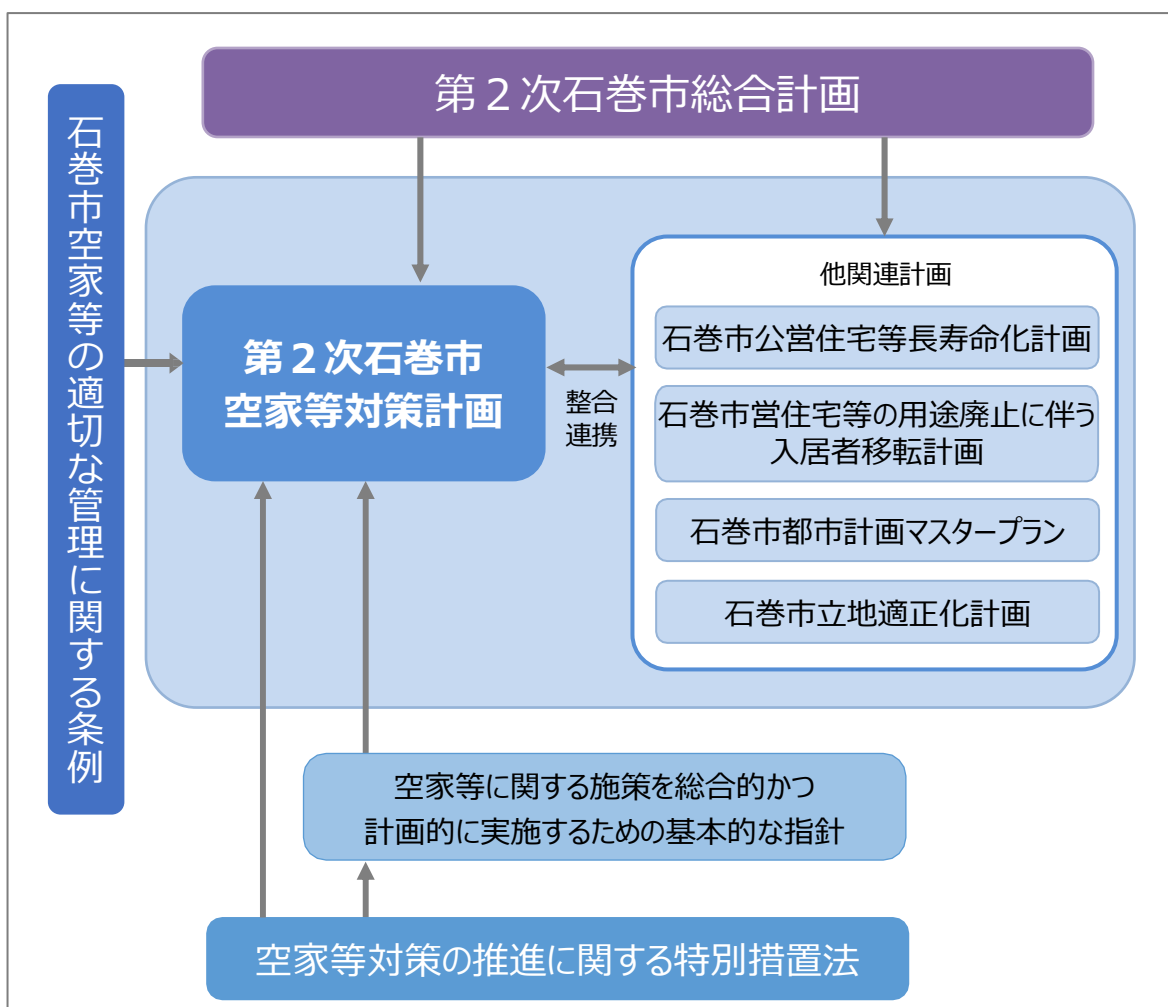 第２次石巻市総合計画
石巻市空家等の適切な管理に関する条例
第２次石巻市
空家等対策計画
整合
連携
他関連計画
石巻市公営住宅等長寿命化計画
石巻市営住宅等の用途廃止に伴う
入居者移転計画
石巻市都市計画マスタープラン
石巻市立地適正化計画
空家等に関する施策を総合的かつ
計画的に実施するための基本的な指針
空家等対策の推進に関する特別措置法